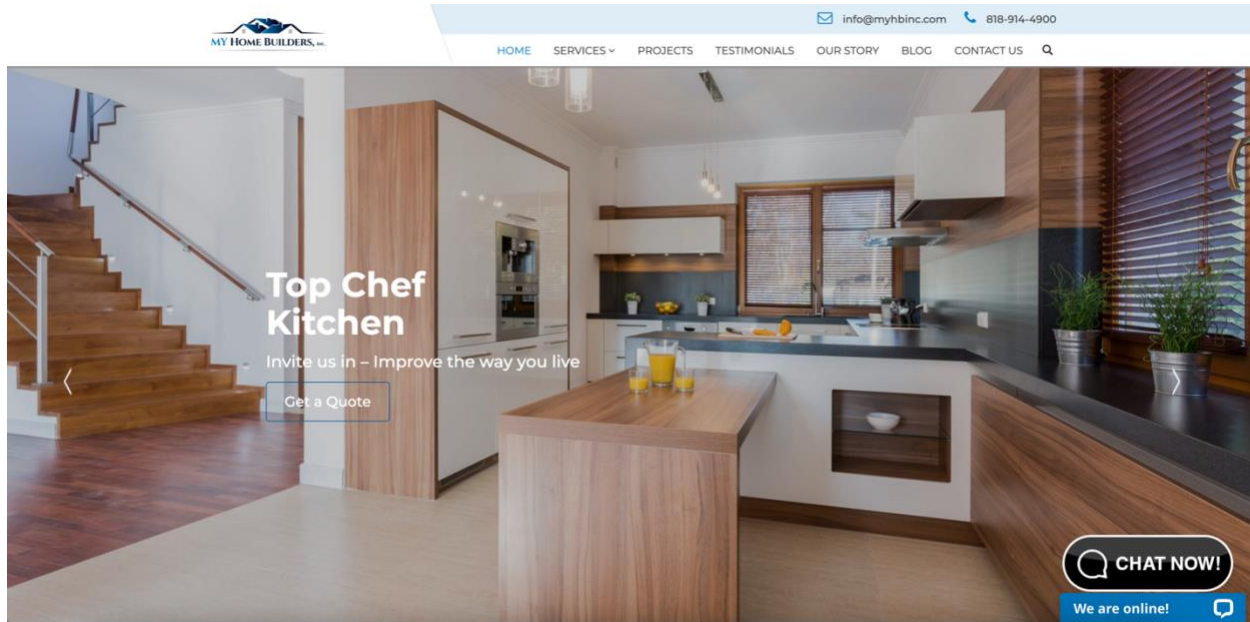 info@myhbinc.com 818-914-4900
MY HOME BUILDERS, INC.
HOME SERVICES PROJECTS TESTIMONIALS OUR STORY BLOG CONTACT US
Top Chef
Kitchen
Invite us in – Improve the way you live
Get a Quote
CHAT NOW!
We are online!